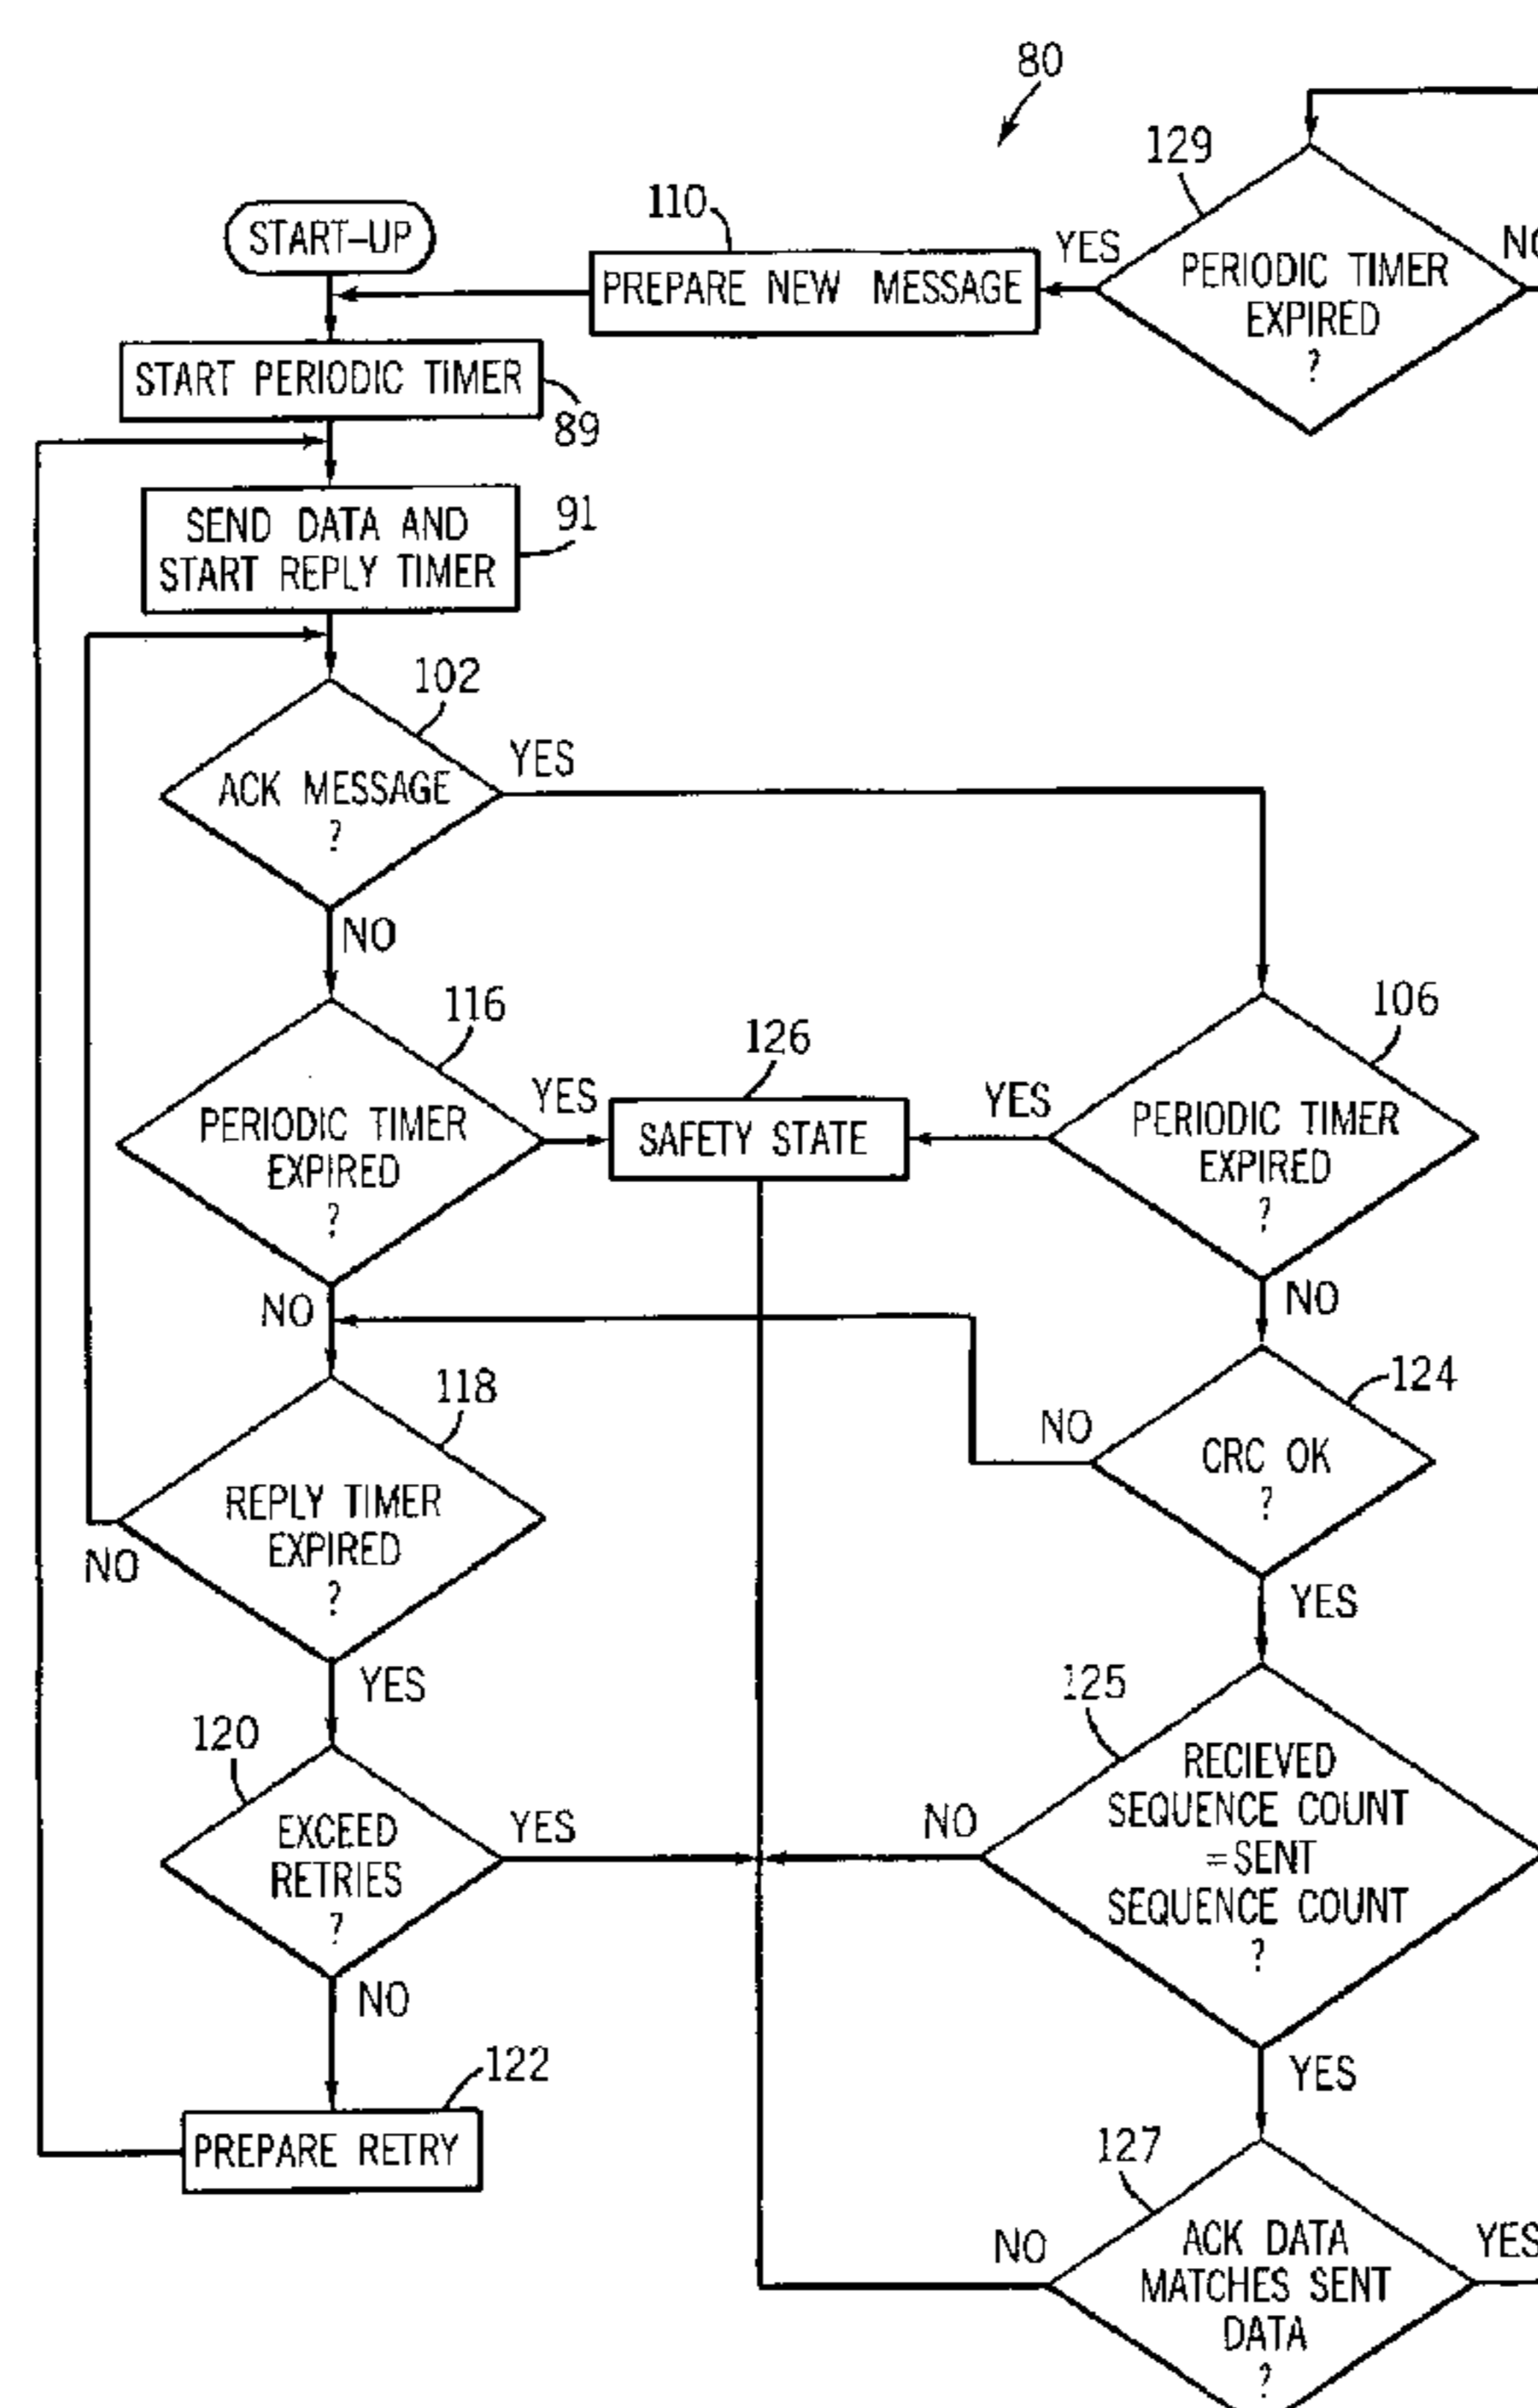 80
129
110
START-UP
YES
NO
PREPARE NEW MESSAGE
PERIODIC TIMER
EXPIRED
?
START PERIODIC TIMER
89
SEND DATA AND
START REPLY TIMER
91
102
YES
ACK MESSAGE
?
NO
116
126
106
YES
YES
PERIODIC TIMER
EXPIRED
?
SAFETY STATE
PERIODIC TIMER
EXPIRED
?
NO
NO
118
124
NO
REPLY TIMER
EXPIRED
?
CRC OK
?
NO
YES
YES
125
120
YES
NO
EXCEED
RETRIES
?
RECIEVED
SEQUENCE COUNT
=SENT
SEQUENCE COUNT
?
NO
YES
122
PREPARE RETRY
127
NO
YES
ACK DATA
MATCHES SENT
DATA
?